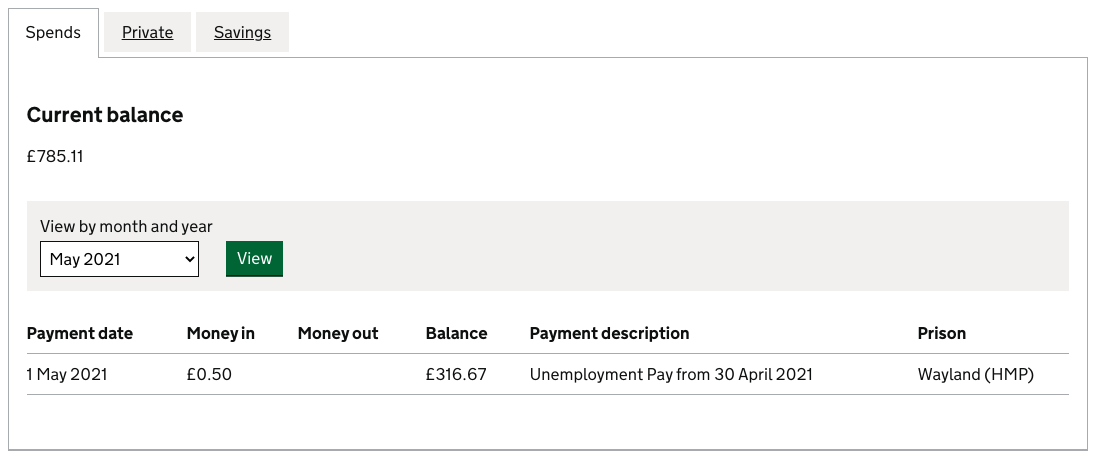 Spends Private Savings
Current balance
£785.11
View by month and year
May 2021 View
Payment date Money in Money out Balance Payment description Prison
1 May 2021 £0.50 £316.67 Unemployment Pay from 30 April 2021 Wayland (HMP)